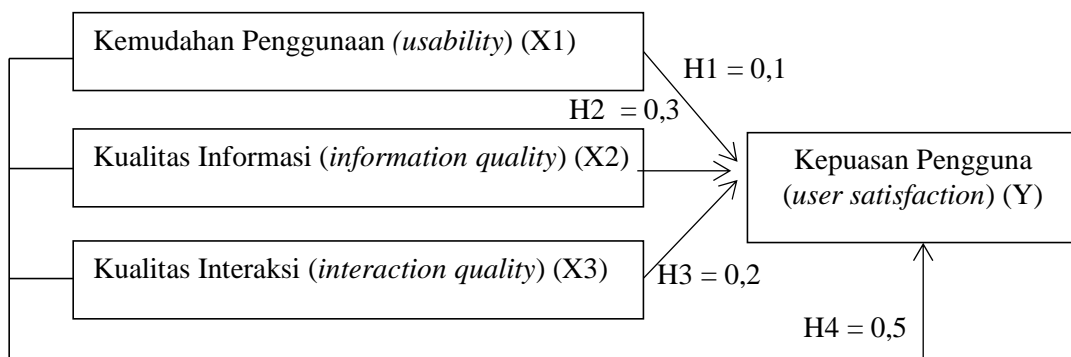 Kemudahan Penggunaan (usability) (X1)
H1 = 0,1
H2 = 0,3
Kualitas Informasi (information quality) (X2)
Kepuasan Pengguna
(user satisfaction) (Y)
Kualitas Interaksi (interaction quality) (X3)
H3 = 0,2
H4 = 0,5